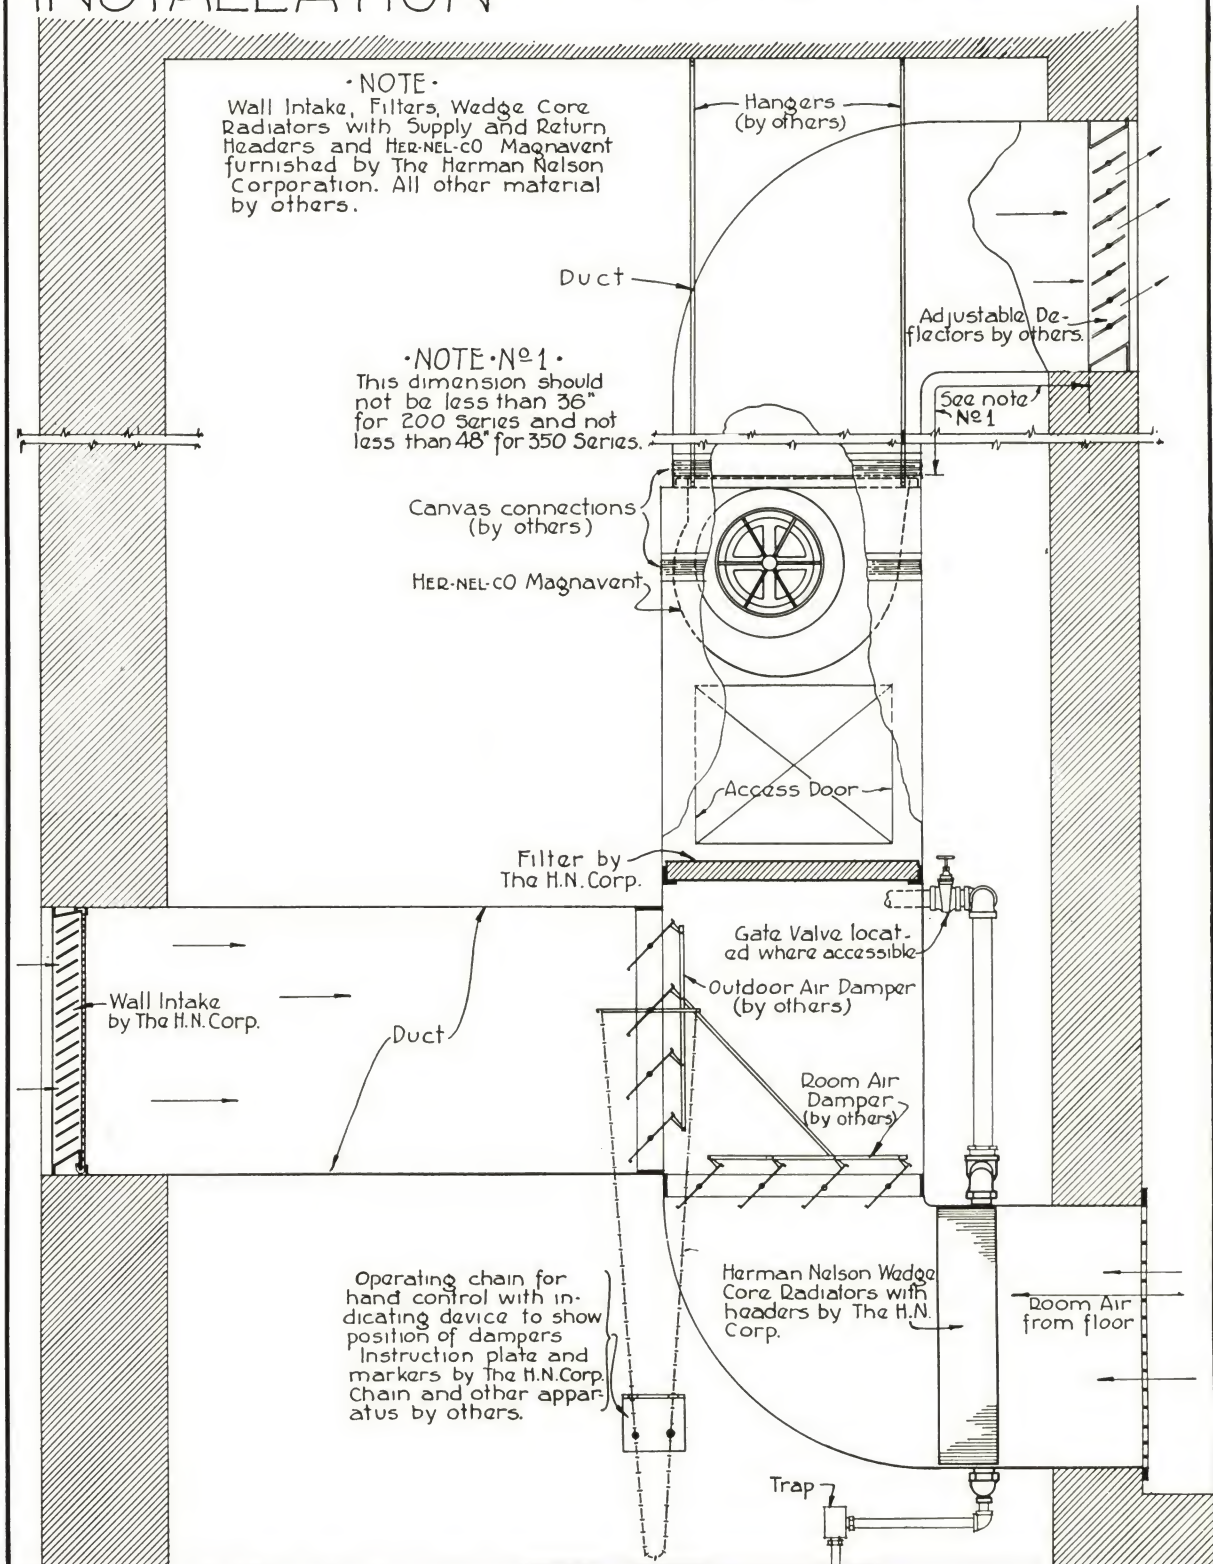 INSTALLATION
·NOTE·
Wall Intake, Filters, Wedge Core
Radiators with Supply and Return
Headers and HER-NEL-CO Magnavent
furnished by The Herman Nelson
Corporation. All other material
by others.
Hangers
(by others)
Duct
Adjustable De-
flectors by others.
·NOTE·Nº1·
This dimension should
not be less than 36"
for 200 Series and not
less than 48" for 350 Series.
See note
Nº1
Canvas connections
(by others)
HER-NEL-CO Magnavent
Access Door
Filter by
The H.N. Corp.
Gate Valve locat-
ed where accessible
Outdoor Air Damper
(by others)
Wall Intake
by The H.N. Corp.
Duct
Room Air
Damper
(by others)
Operating chain for
hand control with in-
dicating device to show
position of dampers
Instruction plate and
markers by The H.N. Corp.
Chain and other appar-
atus by others.
Herman Nelson Wedge
Core Radiators with
headers by The H.N.
Corp.
Room Air
from floor
Trap